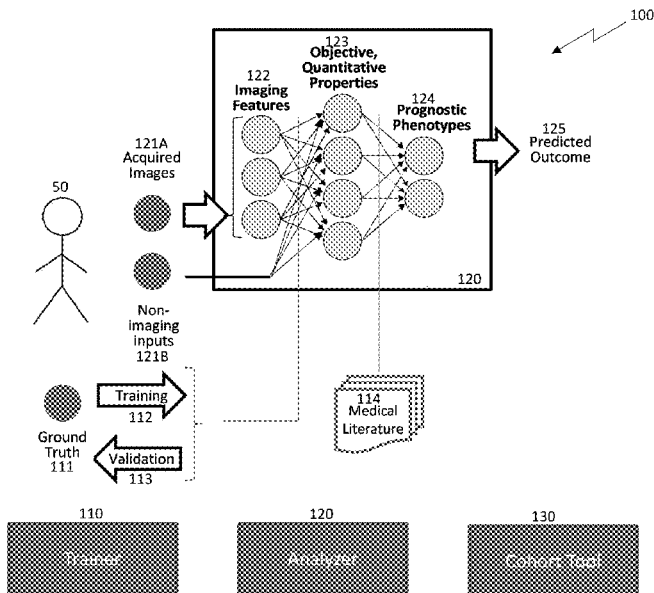 100
123
Objective,
Quantitative
Properties
122
Imaging
Features
124
Prognostic
Phenotypes
125
Predicted
Outcome
121A
Acquired
Images
50
120
Non-
imaging
inputs
121B
Training
112
114
Medical
Literature
Ground
Truth
111
Validation
113
110
Trainer
120
Analyzer
130
Cohort Tool